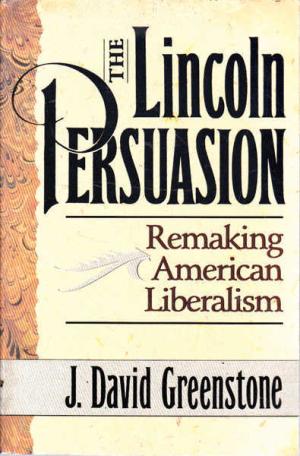 THE
Lincoln
PERSUASION
Remaking
American
Liberalism
J. David Greenstone